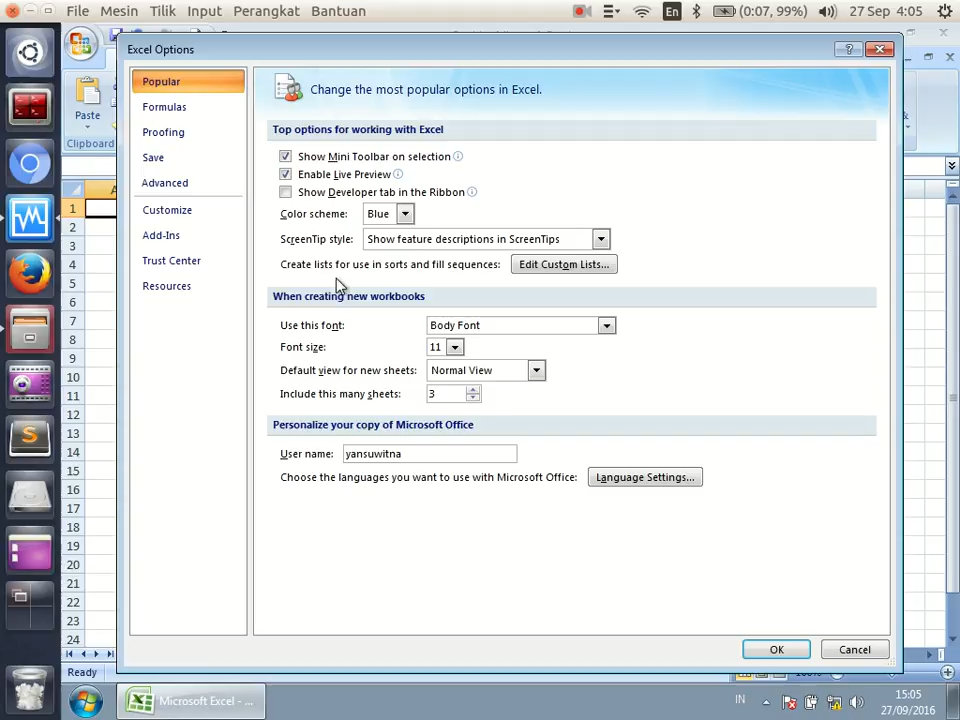 File Mesin Tilik Input Perangkat Bantuan
En
(0:07, 99%)
27 Sep 4:05
Excel Options
Paste
Clipboard
Popular
Formulas
Proofing
Save
Advanced
Customize
Add-Ins
Trust Center
Resources
Change the most popular options in Excel.
Top options for working with Excel
Show Mini Toolbar on selection
Enable Live Preview
Show Developer tab in the Ribbon
Color scheme: Blue
ScreenTip style: Show feature descriptions in ScreenTips
Create lists for use in sorts and fill sequences: Edit Custom Lists...
When creating new workbooks
Use this font: Body Font
Font size: 11
Default view for new sheets: Normal View
Include this many sheets: 3
Personalize your copy of Microsoft Office
User name: yansuwitna
Choose the languages you want to use with Microsoft Office: Language Settings...
OK
Cancel
1
2
3
4
5
6
7
8
9
10
11
12
13
14
15
16
17
18
19
20
21
22
23
24
Ready
Microsoft Excel - ...
IN
15:05
27/09/2016